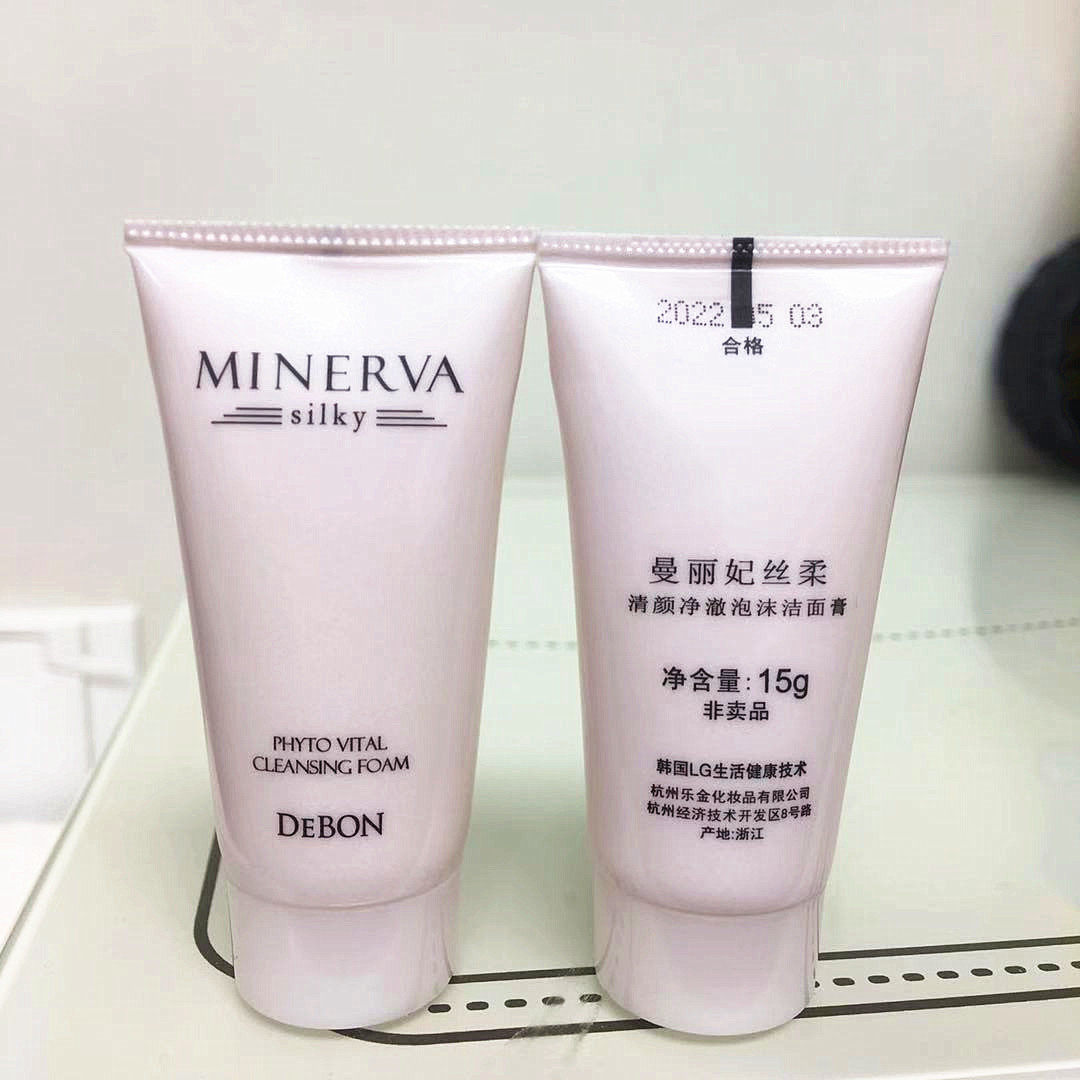 MINERVA
silky
PHYTO VITAL
CLEANSING FOAM
DeBON
2022 05 03
合格
曼丽妃丝柔
清颜净澈泡沫洁面膏
净含量: 15g
非卖品
韩国LG生活健康技术
杭州乐金化妆品有限公司
杭州经济技术开发区8号路
产地:浙江